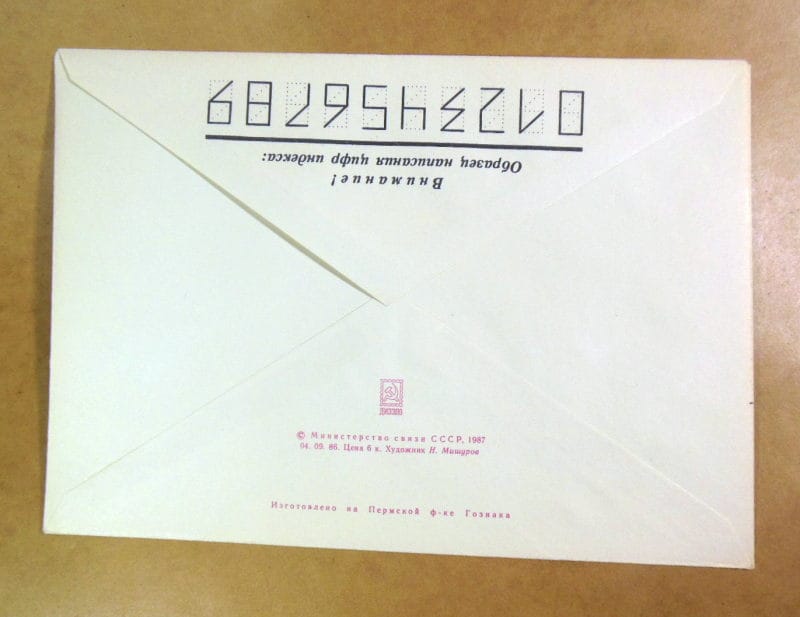 Внимание!
Образец написания цифр индекса:
0123456789
© Министерство связи СССР, 1987
04. 09. 86. Цена 6 к. Художник Н. Мишуров
Изготовлено на Пермской ф-ке Гознака